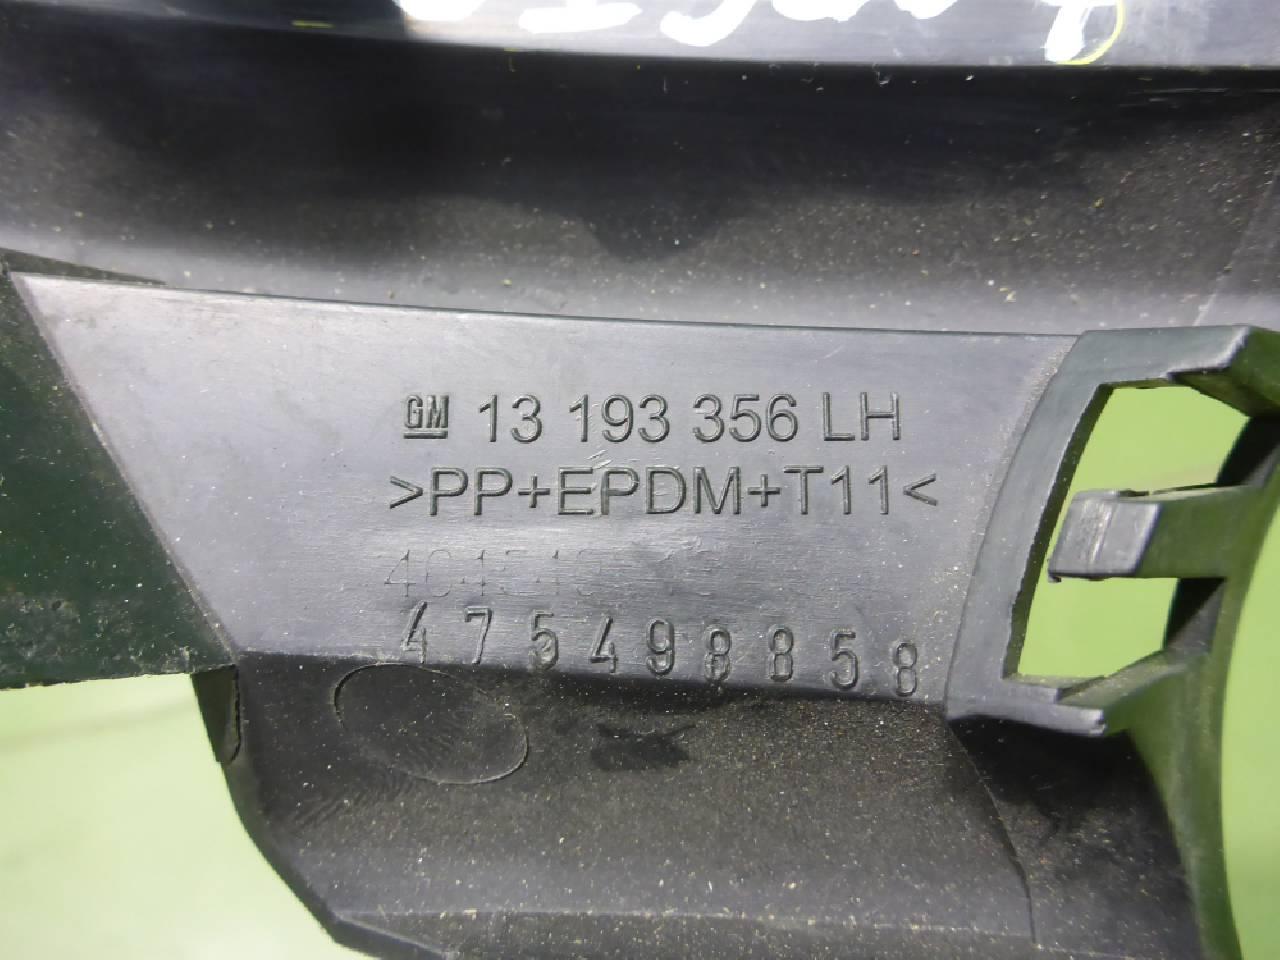 GM 13 193 356 LH
>PP+EPDM+T11<
475498858